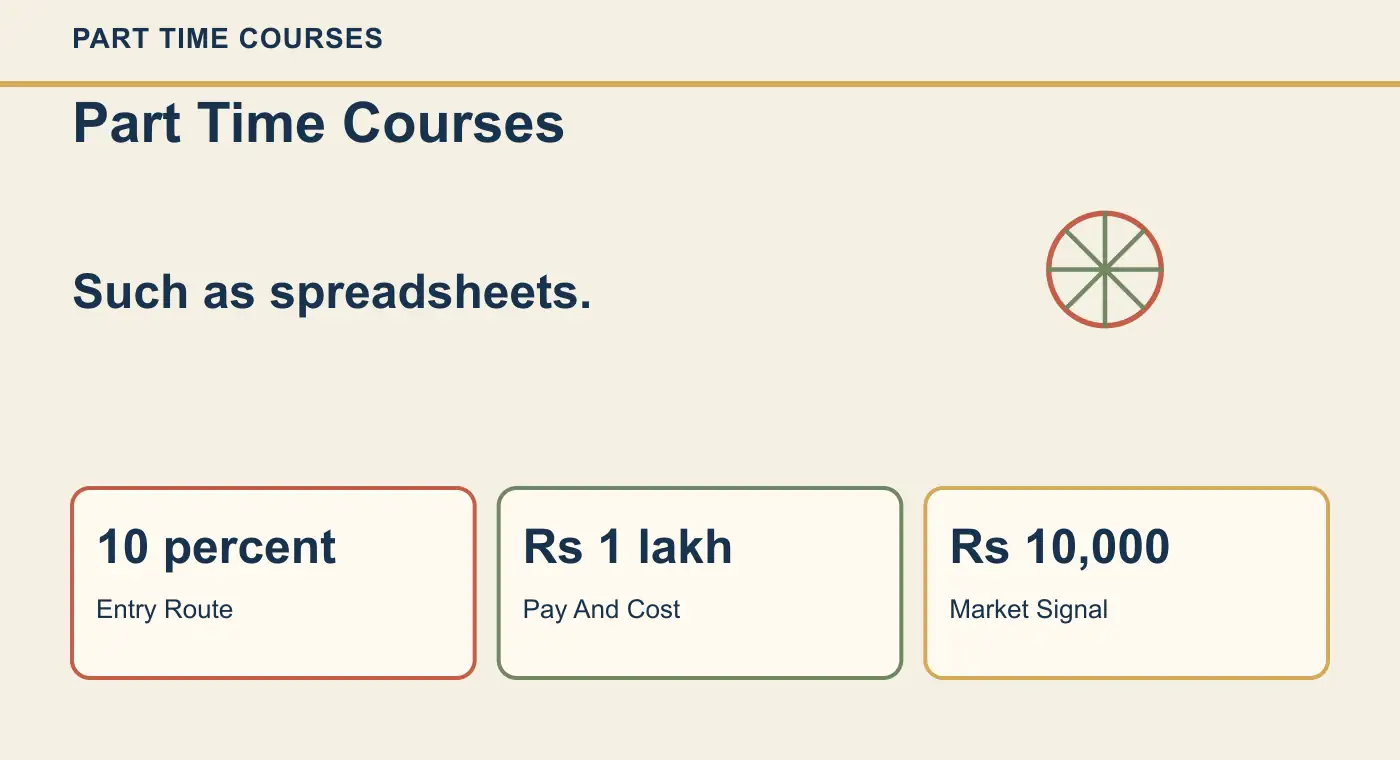 PART TIME COURSES
Part Time Courses
Such as spreadsheets.
10 percent
Entry Route
Rs 1 lakh
Pay And Cost
Rs 10,000
Market Signal